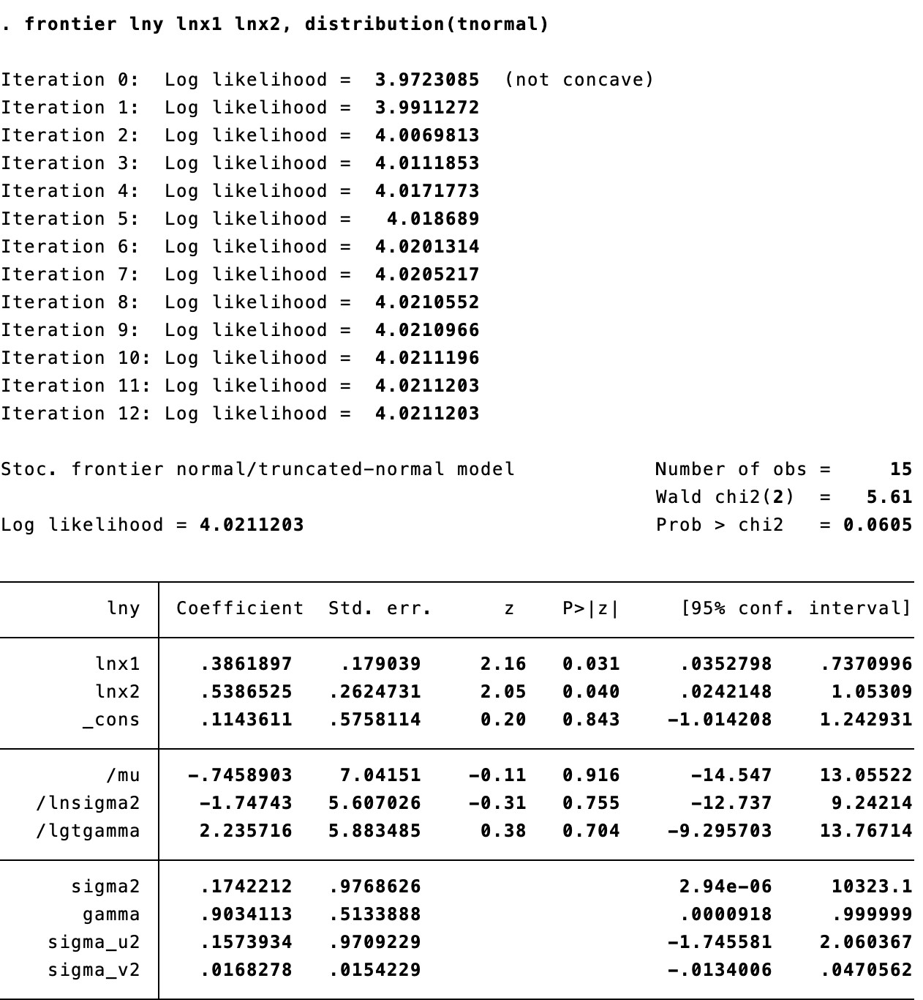 . frontier lny lnx1 lnx2, distribution(tnormal)
Iteration 0:  Log likelihood =  3.9723085  (not concave)
Iteration 1:  Log likelihood =  3.9911272
Iteration 2:  Log likelihood =  4.0069813
Iteration 3:  Log likelihood =  4.0111853
Iteration 4:  Log likelihood =  4.0171773
Iteration 5:  Log likelihood =   4.018689
Iteration 6:  Log likelihood =  4.0201314
Iteration 7:  Log likelihood =  4.0205217
Iteration 8:  Log likelihood =  4.0210552
Iteration 9:  Log likelihood =  4.0210966
Iteration 10: Log likelihood =  4.0211196
Iteration 11: Log likelihood =  4.0211203
Iteration 12: Log likelihood =  4.0211203
Stoc. frontier normal/truncated-normal model            Number of obs =     15
Wald chi2(2)  =   5.61
Log likelihood = 4.0211203                              Prob > chi2   = 0.0605
lny   Coefficient  Std. err.      z    P>|z|     [95% conf. interval]
lnx1   .3861897    .179039     2.16   0.031     .0352798    .7370996
lnx2   .5386525   .2624731     2.05   0.040     .0242148     1.05309
_cons   .1143611   .5758114     0.20   0.843    -1.014208    1.242931
/mu  -.7458903    7.04151    -0.11   0.916      -14.547    13.05522
/lnsigma2   -1.74743   5.607026    -0.31   0.755      -12.737     9.24214
/lgtgamma   2.235716   5.883485     0.38   0.704    -9.295703    13.76714
sigma2   .1742212   .9768626                      2.94e-06     10323.1
gamma   .9034113   .5133888                      .0000918     .999999
sigma_u2   .1573934   .9709229                     -1.745581    2.060367
sigma_v2   .0168278   .0154229                     -.0134006    .0470562